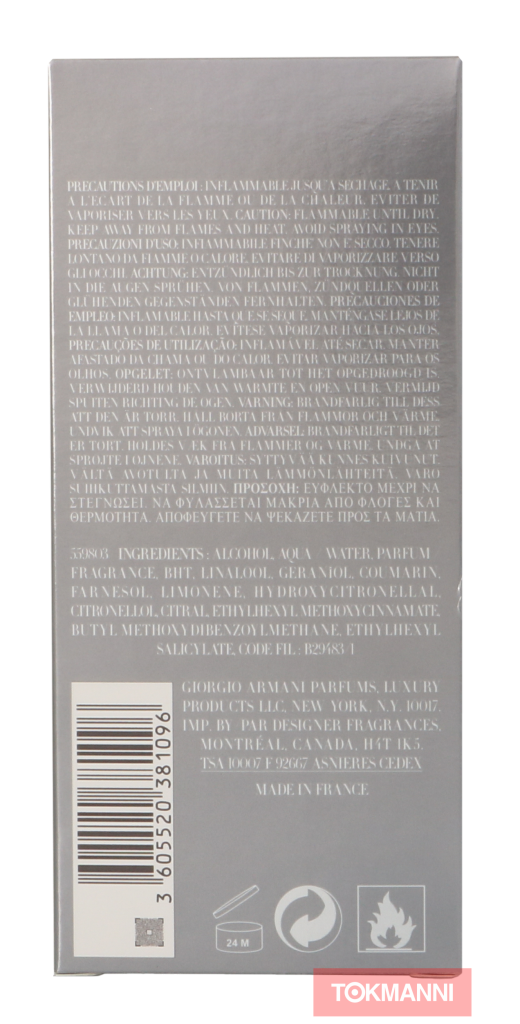 PRECAUTIONS D'EMPLOI : INFLAMMABLE JUSQU'A SECHAGE, A TENIR
A L'ECART DE LA FLAMME OU DE LA CHALEUR. EVITER DE
VAPORISER VERS LES YEUX. CAUTION: FLAMMABLE UNTIL DRY.
KEEP AWAY FROM FLAMES AND HEAT. AVOID SPRAYING IN EYES.
PRECAUZIONI D'USO: INFIAMMABILE FINCHE' NON È SECCO. TENERE
LONTANO DA FIAMME O CALORE. EVITARE DI VAPORIZZARE VERSO
GLI OCCHI. ACHTUNG: ENTZÜNDLICH BIS ZUR TROCKNUNG. NICHT
IN DIE AUGEN SPRÜHEN. VON FLAMMEN, ZÜNDQUELLEN ODER
GLÜHENDEN GEGENSTÄNDEN FERNHALTEN. PRECAUCIONES DE
EMPLEO: INFLAMABLE HASTA QUE SE SEQUE. MANTÉNGASE LEJOS DE
LA LLAMA O DEL CALOR. EVÍTESE VAPORIZAR HACIA LOS OJOS.
PRECAUÇÕES DE UTILIZAÇÃO: INFLAMÁVEL ATÉ SECAR. MANTER
AFASTADO DA CHAMA OU DO CALOR. EVITAR VAPORIZAR PARA OS
OLHOS. OPGELET: ONTVLAMBAAR TOT HET OPGEDROOGD IS.
VERWIJDERD HOUDEN VAN WARMTE EN OPEN VUUR. VERMIJD
SPUITEN RICHTING DE OGEN. VARNING: BRANDFARLIG TILL DESS
ATT DEN ÄR TORR. HÅLL BORTA FRÅN FLAMMOR OCH VÄRME.
UNDVIK ATT SPRAYA I ÖGONEN. ADVARSEL: BRANDFARLIGT TIL DET
ER TØRT. HOLDES VÆK FRA FLAMMER OG VARME. UNDGÅ AT
SPRØJTE I ØJNENE. VAROITUS: SYTTYVÄÄ KUNNES KUIVUNUT.
VÄLTÄ AVOTULTA JA MUITA LÄMMÖNLÄHTEITÄ. VARO
SUIHKUTTAMASTA SILMIIN. ΠΡΟΣΟΧΗ: ΕΥΦΛΕΚΤΟ ΜΕΧΡΙ ΝΑ
ΣΤΕΓΝΩΣΕΙ. ΝΑ ΦΥΛΑΣΣΕΤΑΙ ΜΑΚΡΙΑ ΑΠΟ ΦΛΟΓΕΣ ΚΑΙ
ΘΕΡΜΟΤΗΤΑ. ΑΠΟΦΕΥΓΕΤΕ ΝΑ ΨΕΚΑΖΕΤΕ ΠΡΟΣ ΤΑ ΜΑΤΙΑ.
559803 INGREDIENTS : ALCOHOL, AQUA WATER, PARFUM
FRAGRANCE, BHT, LINALOOL, GERANIOL, COUMARIN,
FARNESOL, LIMONENE, HYDROXYCITRONELLAL,
CITRONELLOL, CITRAL, ETHYLHEXYL METHOXYCINNAMATE,
BUTYL METHOXYDIBENZOYLMETHANE, ETHYLHEXYL
SALICYLATE, CODE FIL : B29483/1
GIORGIO ARMANI PARFUMS, LUXURY
PRODUCTS LLC, NEW YORK, N.Y. 10017.
IMP. BY PAR DESIGNER FRAGRANCES,
MONTRÉAL, CANADA, H4T 1K5.
TSA 10007 F 92667 ASNIERES CEDEX
MADE IN FRANCE
3 605520 381096
24 M
TOKMANNI